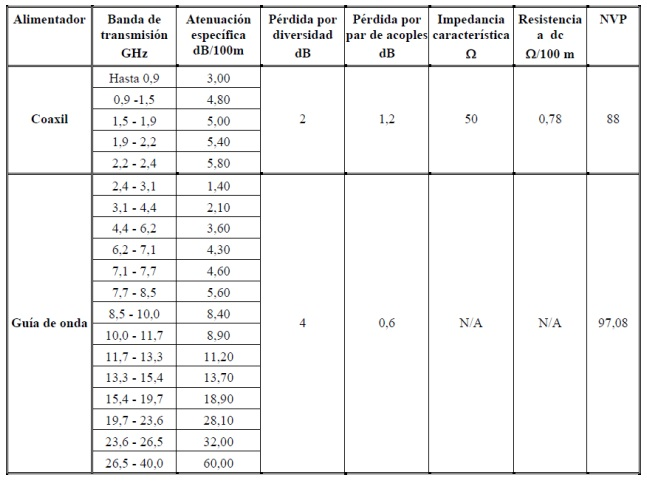 Alimentador Banda de transmisión GHz Atenuación específica dB/100m Pérdida por diversidad dB Pérdida por par de acoples dB Impedancia característica Ω Resistencia a dc Ω/100 m NVP
Coaxil Hasta 0,9 3,00 2 1,2 50 0,78 88
0,9 -1,5 4,80
1,5 - 1,9 5,00
1,9 - 2,2 5,40
2,2 - 2,4 5,80
Guía de onda 2,4 - 3,1 1,40 4 0,6 N/A N/A 97,08
3,1 - 4,4 2,10
4,4 - 6,2 3,60
6,2 - 7,1 4,30
7,1 - 7,7 4,60
7,7 - 8,5 5,60
8,5 - 10,0 8,40
10,0 - 11,7 8,90
11,7 - 13,3 11,20
13,3 - 15,4 13,70
15,4 - 19,7 18,90
19,7 - 23,6 28,10
23,6 - 26,5 32,00
26,5 - 40,0 60,00